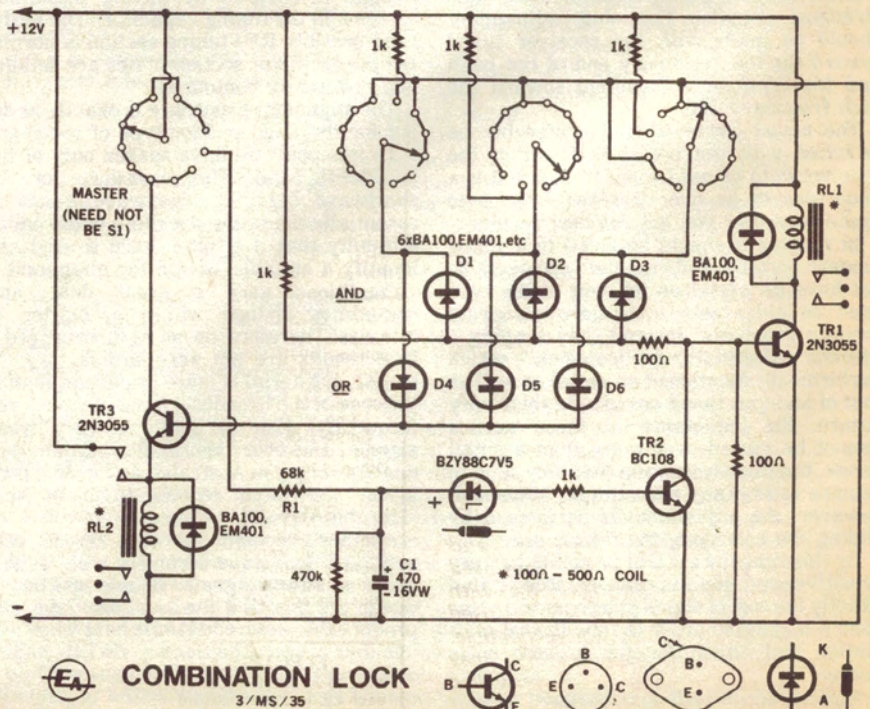 +12V
1k
1k
1k
MASTER
(NEED NOT
BE S1)
RL1
*
6xBA100,EM401,etc
BA100,
EM401
1k
D1
D2
D3
AND
TR1
2N3055
100Ω
OR
D4
D5
D6
TR3
2N3055
TR2
BC108
BZY88C7V5
100Ω
68k
R1
+
1k
*
RL2
BA100,
EM401
470k
+
C1
470
-16VW
* 100Ω - 500Ω COIL
-
EA
COMBINATION LOCK
3/MS/35
B
C
E
B
E
C
C
B
E
K
A